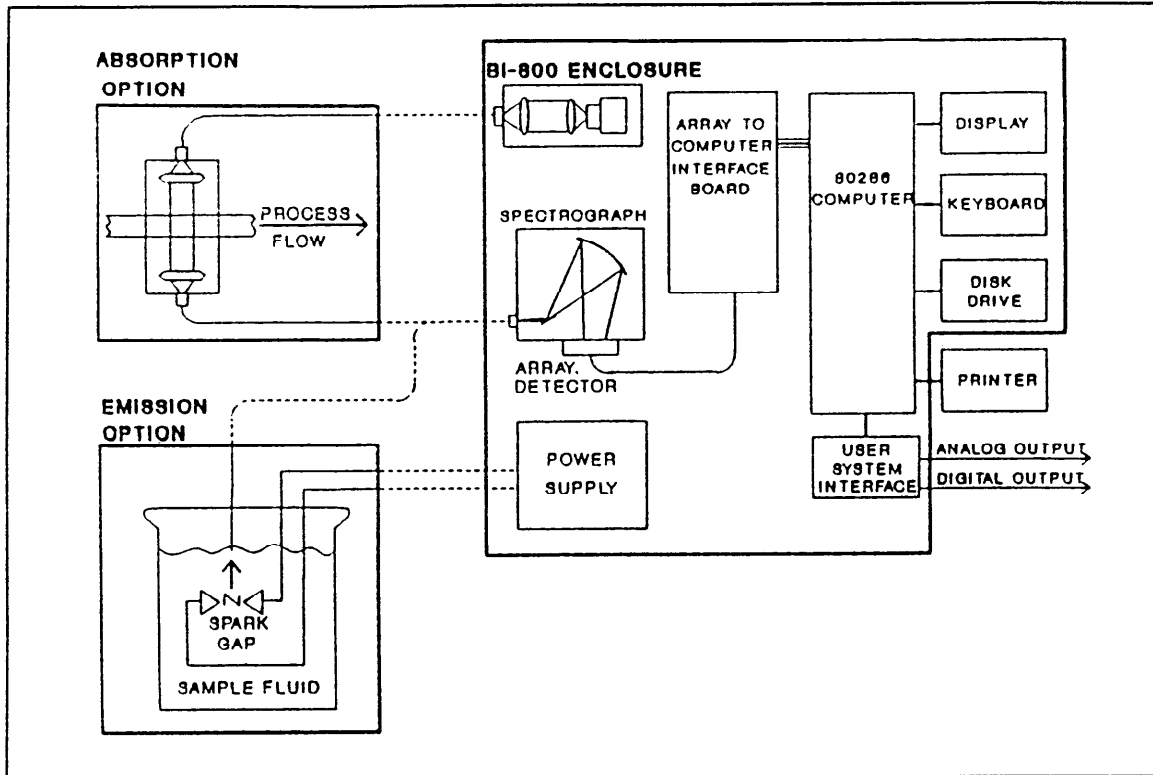 ABSORPTION
OPTION
PROCESS
FLOW
EMISSION
OPTION
SPARK
GAP
SAMPLE FLUID
BI-800 ENCLOSURE
SPECTROGRAPH
ARRAY.
DETECTOR
POWER
SUPPLY
ARRAY TO
COMPUTER
INTERFACE
BOARD
80286
COMPUTER
DISPLAY
KEYBOARD
DISK
DRIVE
PRINTER
USER
SYSTEM
INTERFACE
ANALOG OUTPUT
DIGITAL OUTPUT